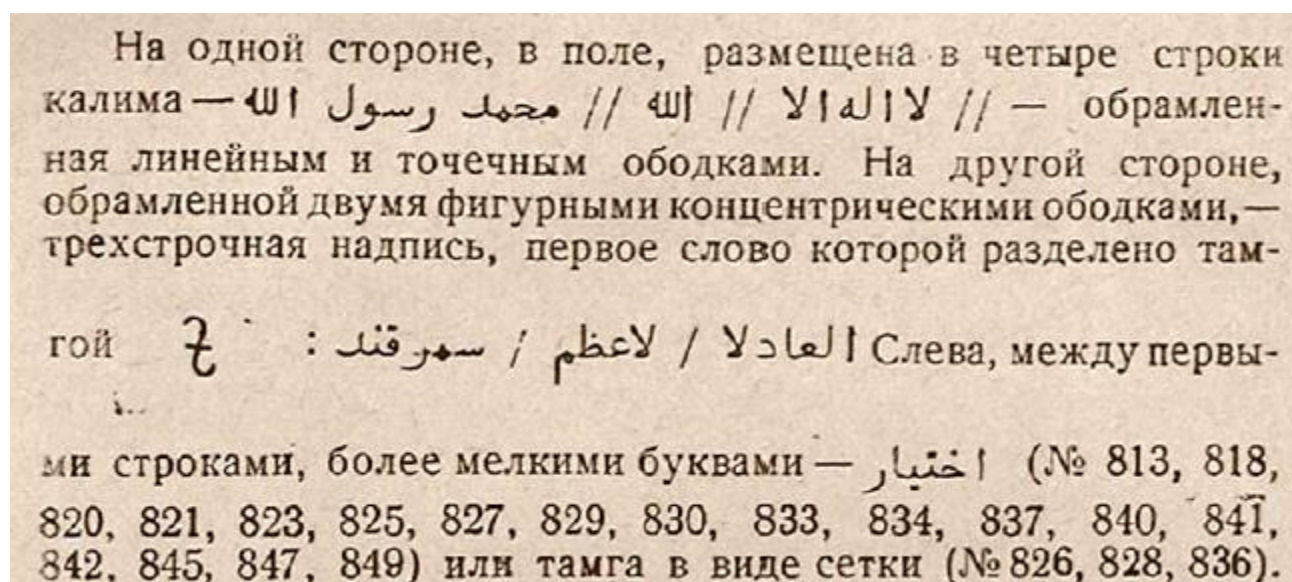 На одной стороне, в поле, размещена в четыре строки
калима — // لا اله الا // الله // محمد رسول الله — обрамлен-
ная линейным и точечным ободками. На другой стороне,
обрамленной двумя фигурными концентрическими ободками,—
трехстрочная надпись, первое слово которой разделено там-
гой : العادلا / لاعظم / سمرقند Слева, между первы-
ми строками, более мелкими буквами — اختيار (№ 813, 818,
820, 821, 823, 825, 827, 829, 830, 833, 834, 837, 840, 841,
842, 845, 847, 849) или тамга в виде сетки (№ 826, 828, 836).